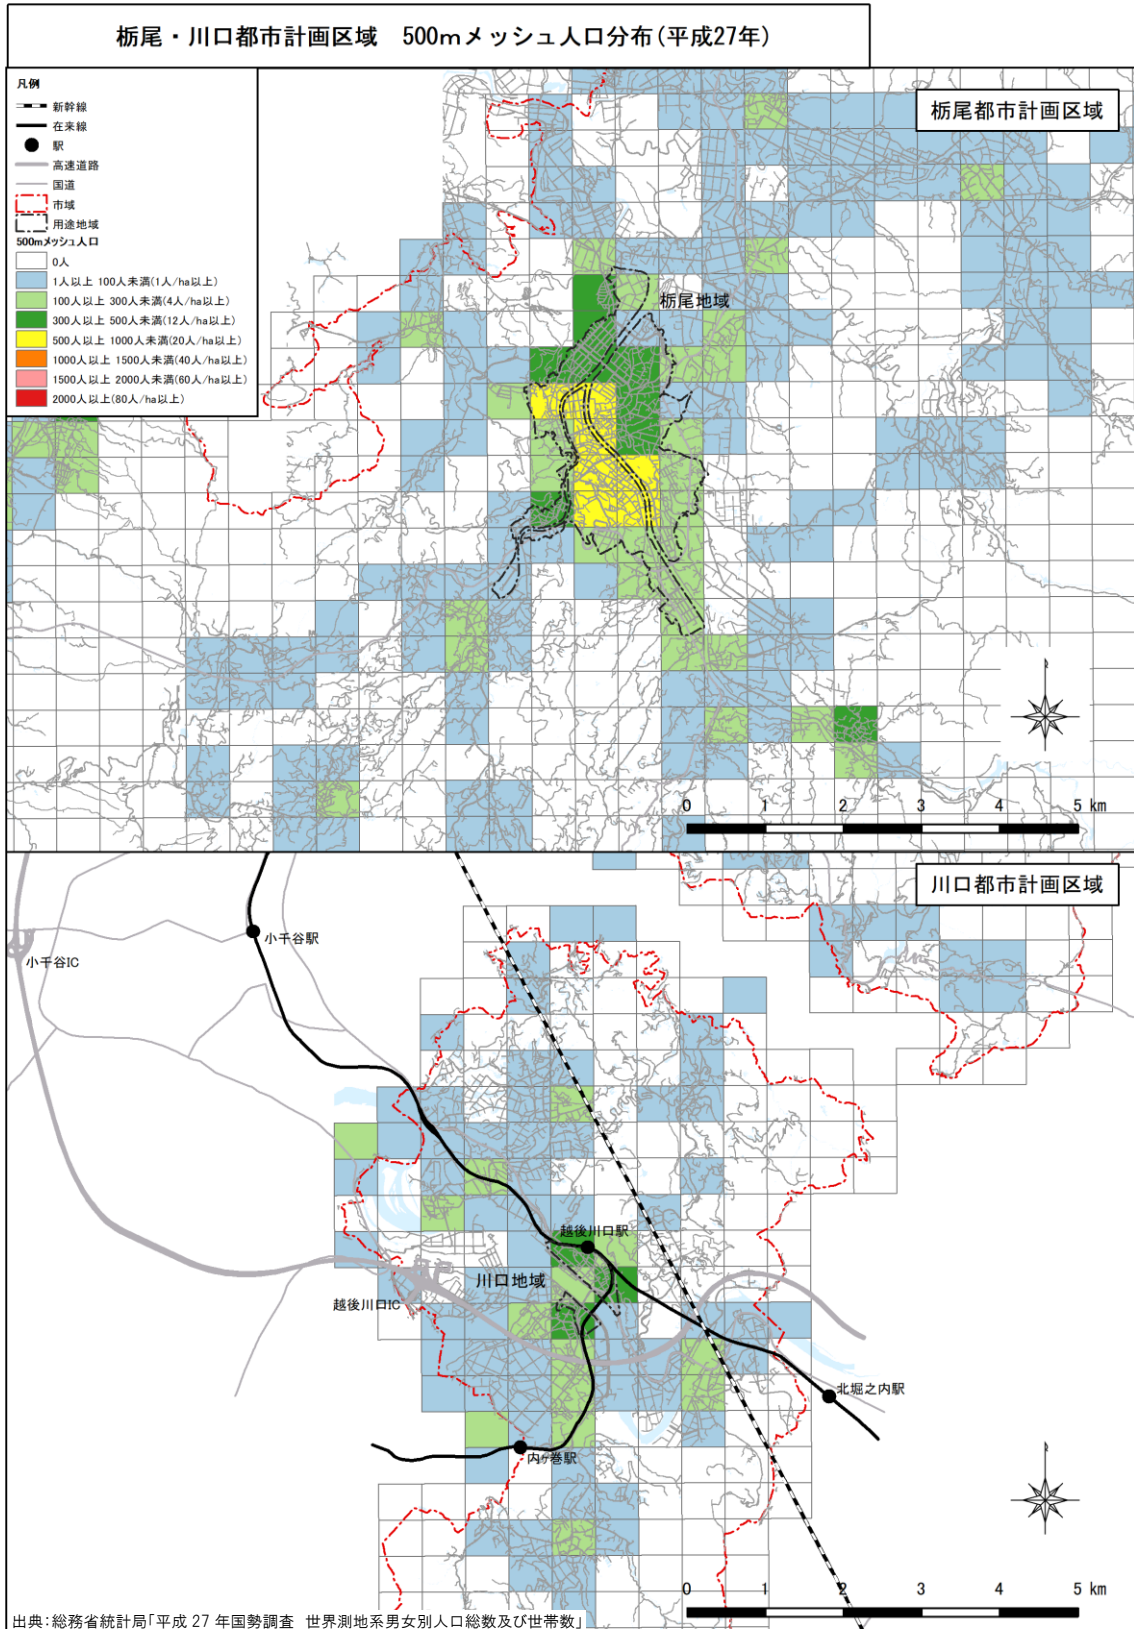 栃尾・川口都市計画区域　500mメッシュ人口分布(平成27年)
凡例
新幹線
在来線
駅
高速道路
国道
市域
用途地域
500mメッシュ人口
0人
1人以上 100人未満(1人/ha以上)
100人以上 300人未満(4人/ha以上)
300人以上 500人未満(12人/ha以上)
500人以上 1000人未満(20人/ha以上)
1000人以上 1500人未満(40人/ha以上)
1500人以上 2000人未満(60人/ha以上)
2000人以上(80人/ha以上)
栃尾都市計画区域
栃尾地域
0 1 2 3 4 5 km
川口都市計画区域
小千谷駅
小千谷IC
越後川口駅
川口地域
越後川口IC
北堀之内駅
内ケ巻駅
0 1 2 3 4 5 km
出典：総務省統計局「平成 27 年国勢調査　世界測地系男女別人口総数及び世帯数」